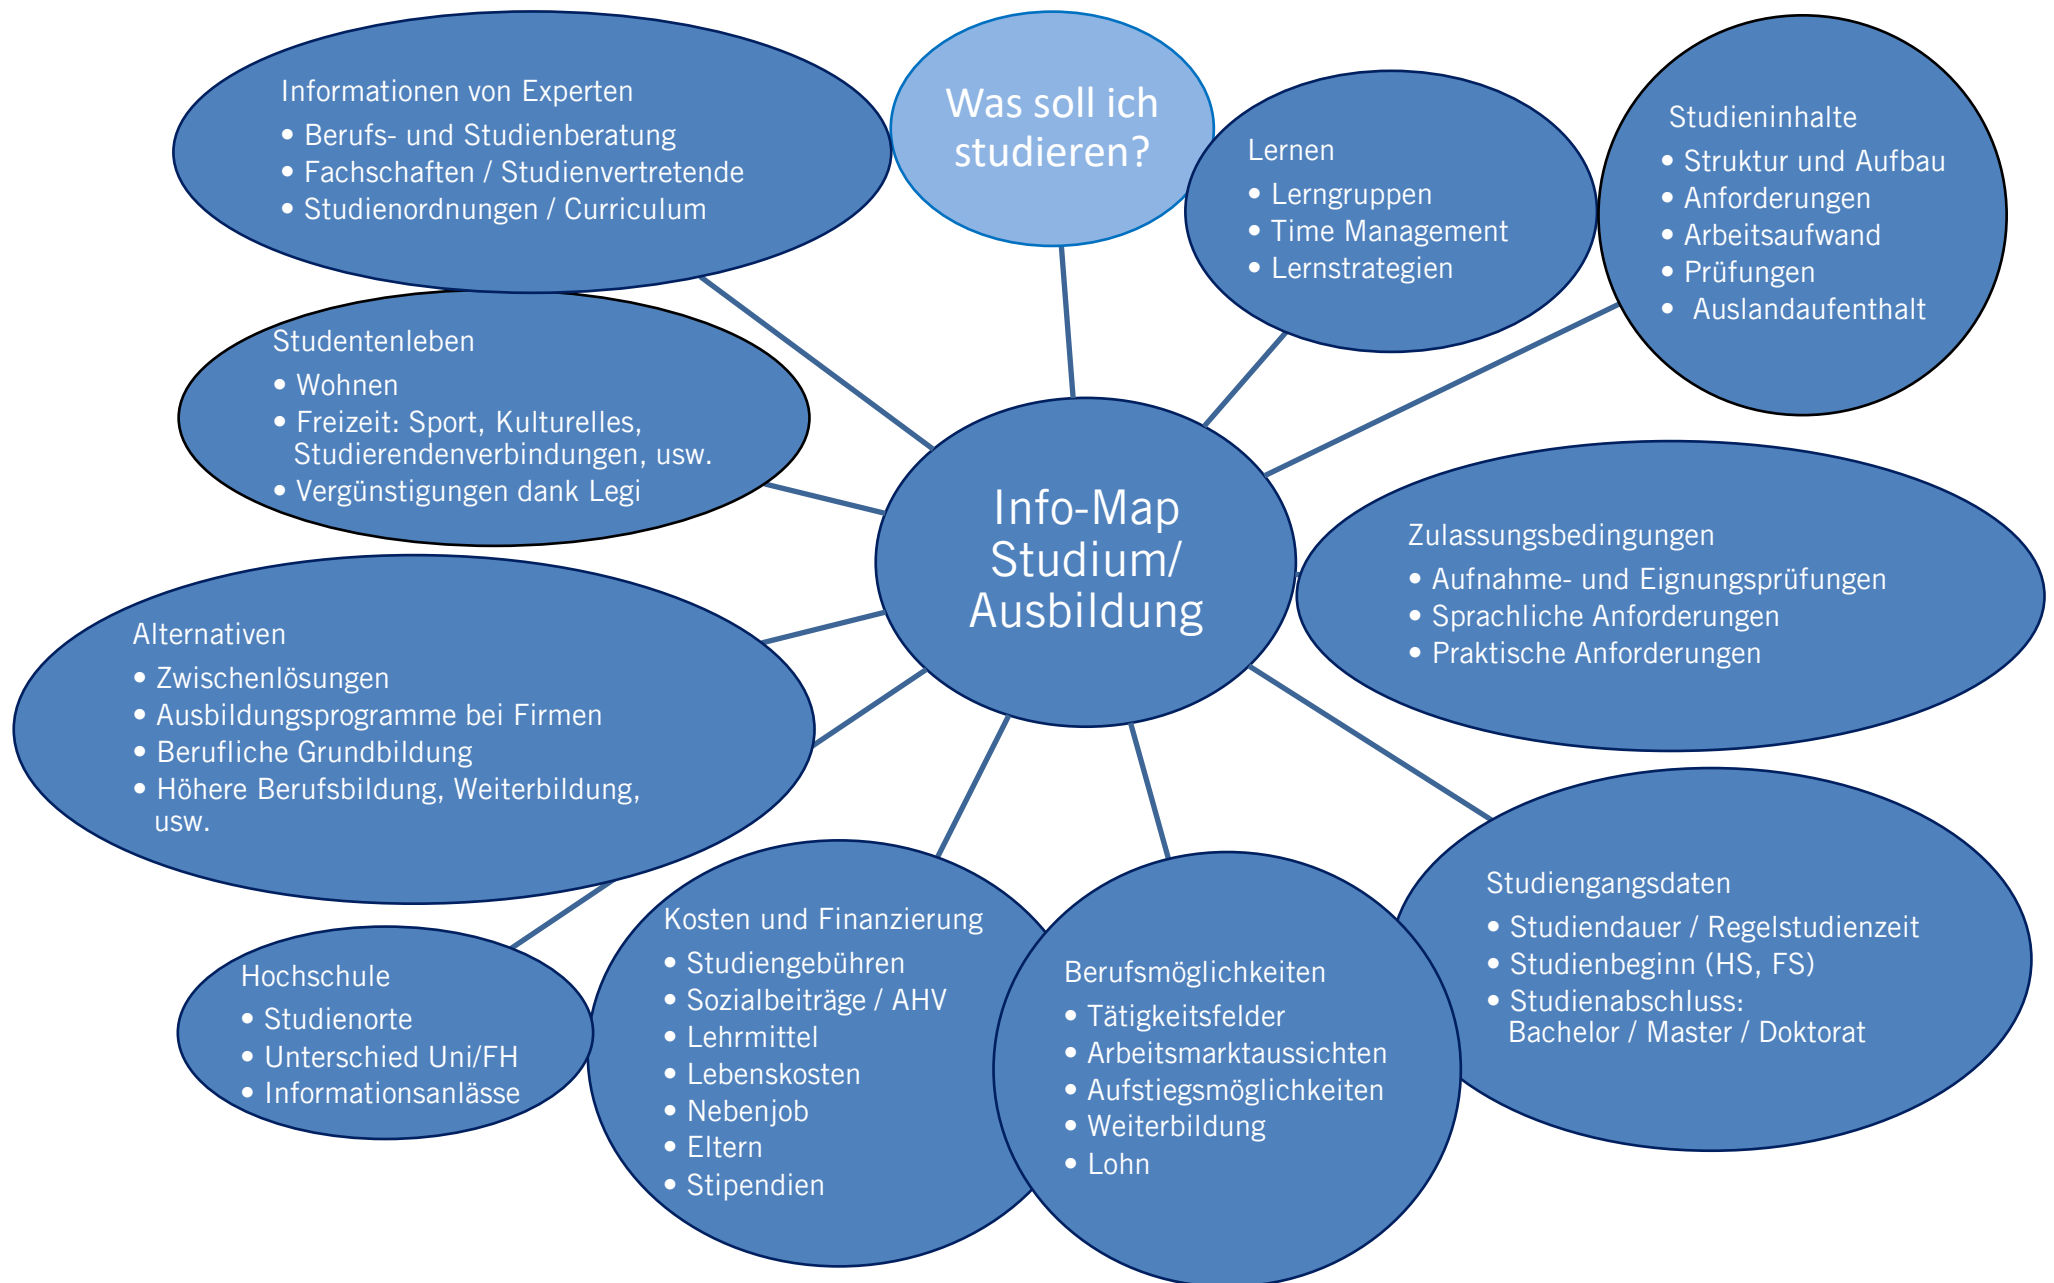 Was soll ich
studieren?
Informationen von Experten
• Berufs- und Studienberatung
• Fachschaften / Studienvertretende
• Studienordnungen / Curriculum
Lernen
• Lerngruppen
• Time Management
• Lernstrategien
Studieninhalte
• Struktur und Aufbau
• Anforderungen
• Arbeitsaufwand
• Prüfungen
• Auslandaufenthalt
Studentenleben
• Wohnen
• Freizeit: Sport, Kulturelles,
Studierendenverbindungen, usw.
• Vergünstigungen dank Legi
Info-Map
Studium/
Ausbildung
Zulassungsbedingungen
• Aufnahme- und Eignungsprüfungen
• Sprachliche Anforderungen
• Praktische Anforderungen
Alternativen
• Zwischenlösungen
• Ausbildungsprogramme bei Firmen
• Berufliche Grundbildung
• Höhere Berufsbildung, Weiterbildung,
usw.
Hochschule
• Studienorte
• Unterschied Uni/FH
• Informationsanlässe
Kosten und Finanzierung
• Studiengebühren
• Sozialbeiträge / AHV
• Lehrmittel
• Lebenskosten
• Nebenjob
• Eltern
• Stipendien
Berufsmöglichkeiten
• Tätigkeitsfelder
• Arbeitsmarktaussichten
• Aufstiegsmöglichkeiten
• Weiterbildung
• Lohn
Studiengangsdaten
• Studiendauer / Regelstudienzeit
• Studienbeginn (HS, FS)
• Studienabschluss:
Bachelor / Master / Doktorat